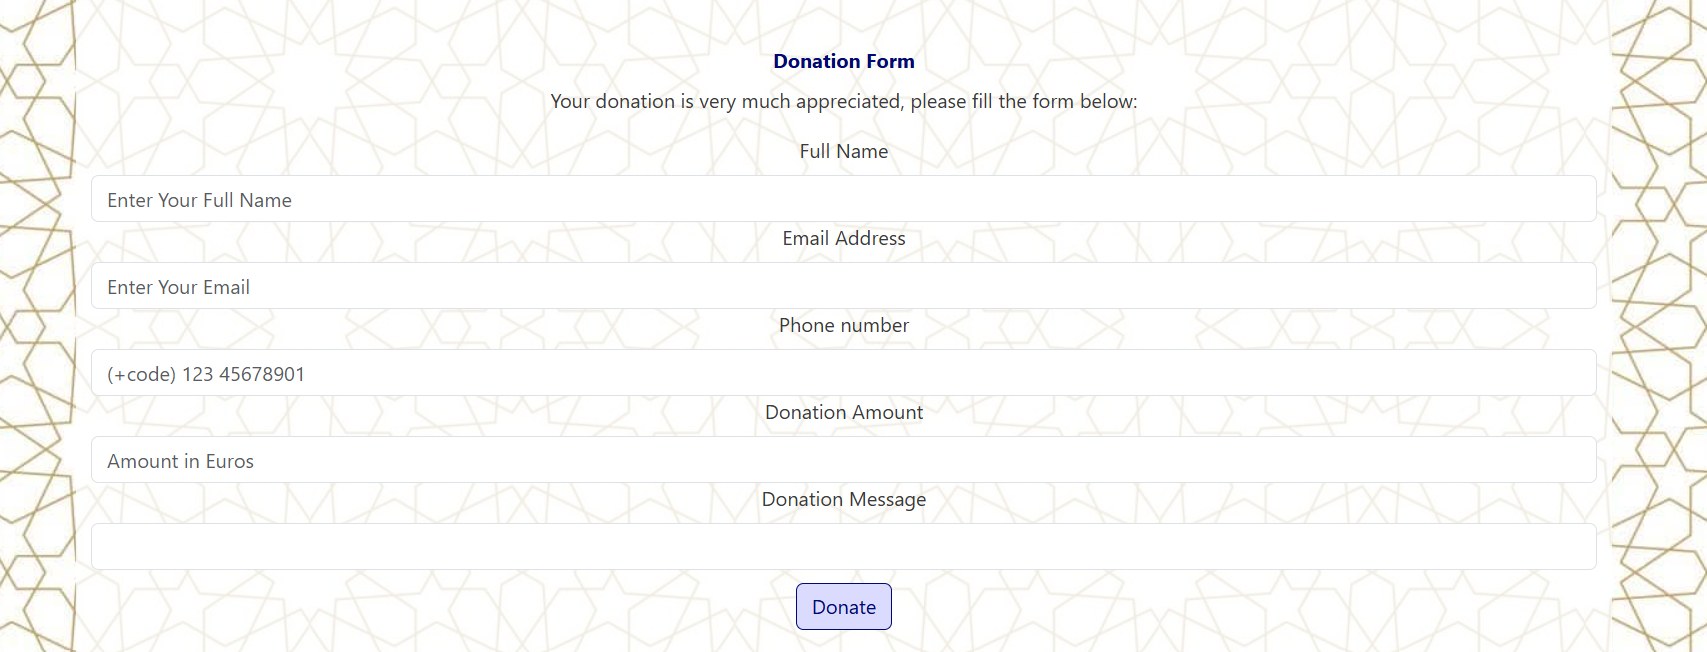 Donation Form
Your donation is very much appreciated, please fill the form below:
Full Name
Enter Your Full Name
Email Address
Enter Your Email
Phone number
(+code) 123 45678901
Donation Amount
Amount in Euros
Donation Message
Donate